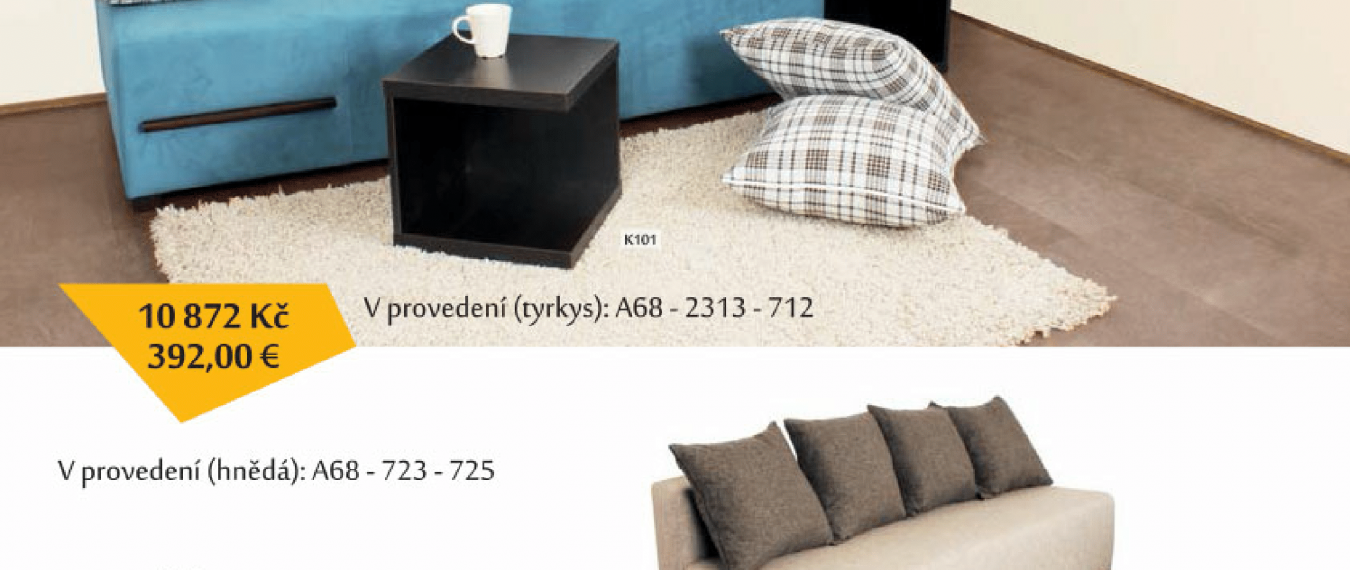 K101
10 872 Kč
392,00 €
V provedení (tyrkys): A68 - 2313 - 712
V provedení (hnědá): A68 - 723 - 725